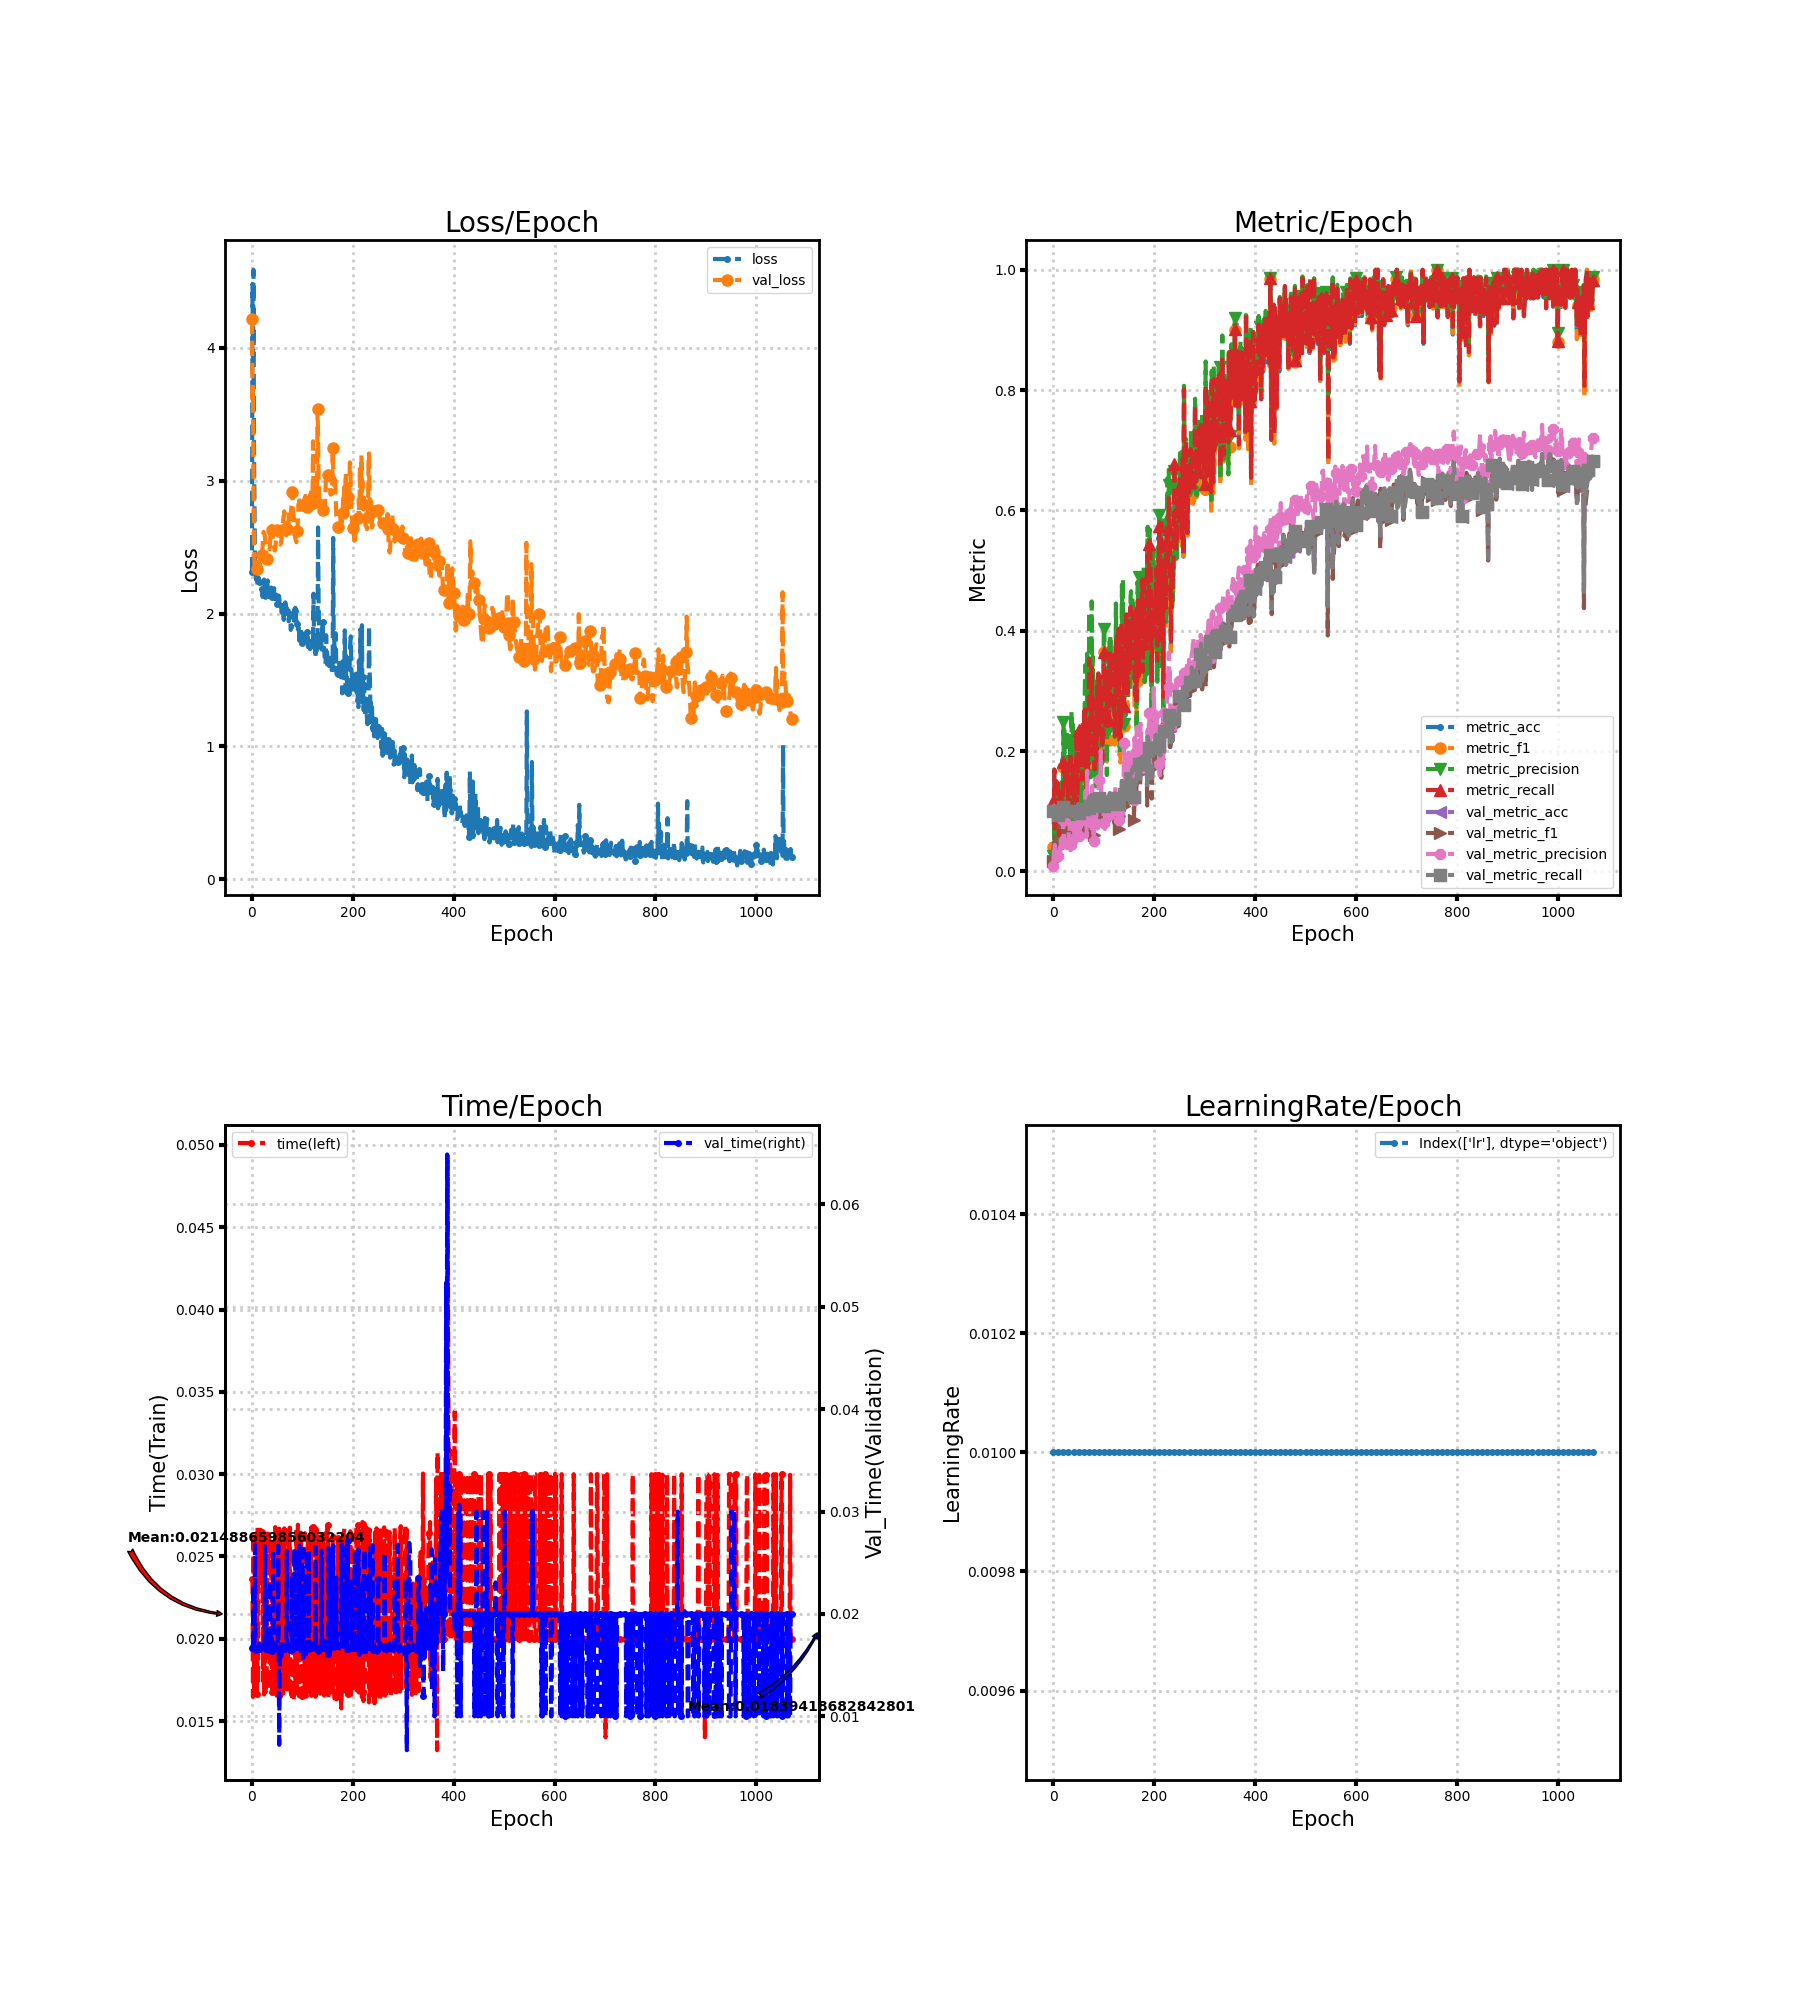 Loss/Epoch
loss
val_loss
4
3
2
1
0
Loss
0 200 400 600 800 1000
Epoch
Metric/Epoch
1.0
0.8
0.6
0.4
0.2
0.0
Metric
metric_acc
metric_f1
metric_precision
metric_recall
val_metric_acc
val_metric_f1
val_metric_precision
val_metric_recall
0 200 400 600 800 1000
Epoch
Time/Epoch
time(left)
val_time(right)
0.050
0.045
0.040
0.035
0.030
0.025
0.020
0.015
Time(Train)
Mean:0.021488659856032204
0.06
0.05
0.04
0.03
0.02
0.01
Val_Time(Validation)
Mean:0.01839418682842801
0 200 400 600 800 1000
Epoch
LearningRate/Epoch
Index(['lr'], dtype='object')
0.0104
0.0102
0.0100
0.0098
0.0096
LearningRate
0 200 400 600 800 1000
Epoch